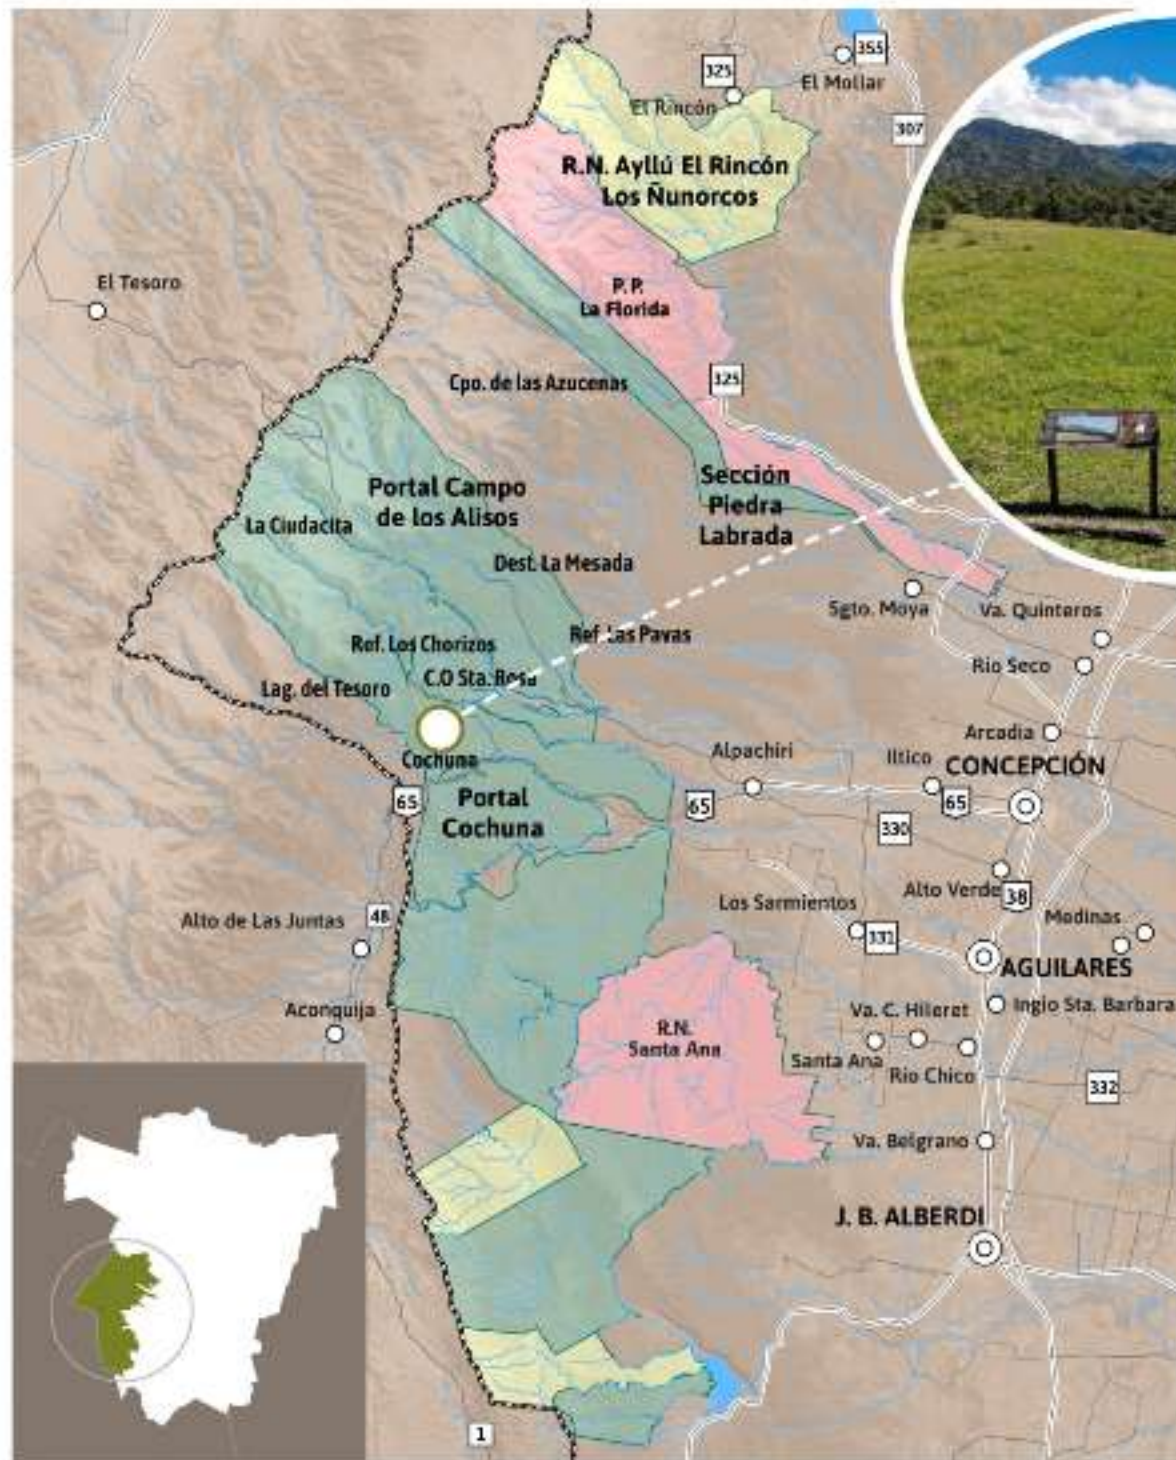 355
325
El Mollar
El Rincón
307
R.N. Ayllú El Rincón
Los Ñunorcos
El Tesoro
P. P.
La Florida
325
Cpo. de las Azucenas
Sección
Piedra
Labrada
Portal Campo
de los Alisos
La Ciudacita
Dest. La Mesada
Sgto. Moya
Va. Quinteros
Ref. Los Chorizos
Ref. Las Pavas
Rio Seco
C.O Sta. Rosa
Lag. del Tesoro
Arcadia
Cochuna
Alpachiri
Iltico
CONCEPCIÓN
65
Portal
Cochuna
65
65
330
Alto Verde
38
Los Sarmientos
Medinas
Alto de Las Juntas
48
331
AGUILARES
Aconquija
Va. C. Hileret
Ingio Sta. Barbara
R.N.
Santa Ana
Santa Ana
Rio Chico
332
Va. Belgrano
J. B. ALBERDI
1